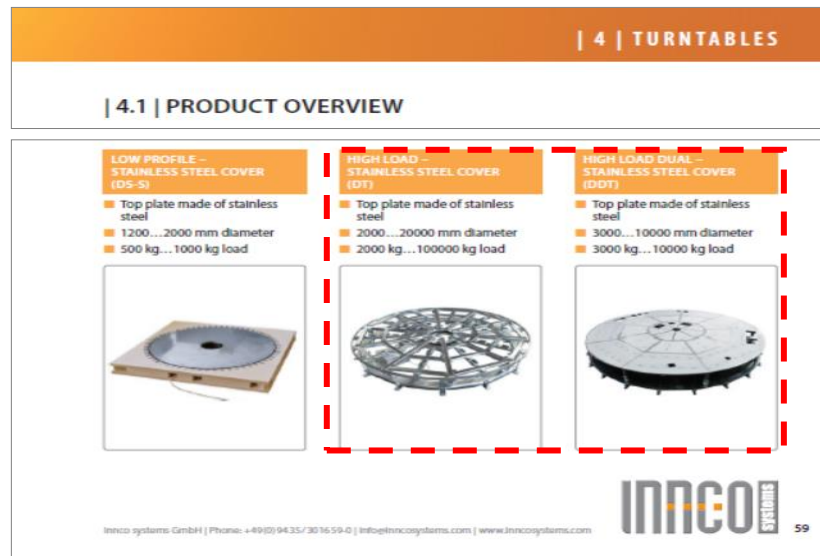 | 4 | TURNTABLES
| 4.1 | PRODUCT OVERVIEW
LOW PROFILE –
STAINLESS STEEL COVER
(DS-S)
Top plate made of stainless
steel
1200...2000 mm diameter
500 kg...1000 kg load
HIGH LOAD –
STAINLESS STEEL COVER
(DT)
Top plate made of stainless
steel
2000...20000 mm diameter
2000 kg...100000 kg load
HIGH LOAD DUAL –
STAINLESS STEEL COVER
(DDT)
Top plate made of stainless
steel
3000...10000 mm diameter
3000 kg...10000 kg load
Innco systems GmbH | Phone: +49(0) 9435/301659-0 | info@inncosystems.com | www.inncosystems.com
INNCO systems
59